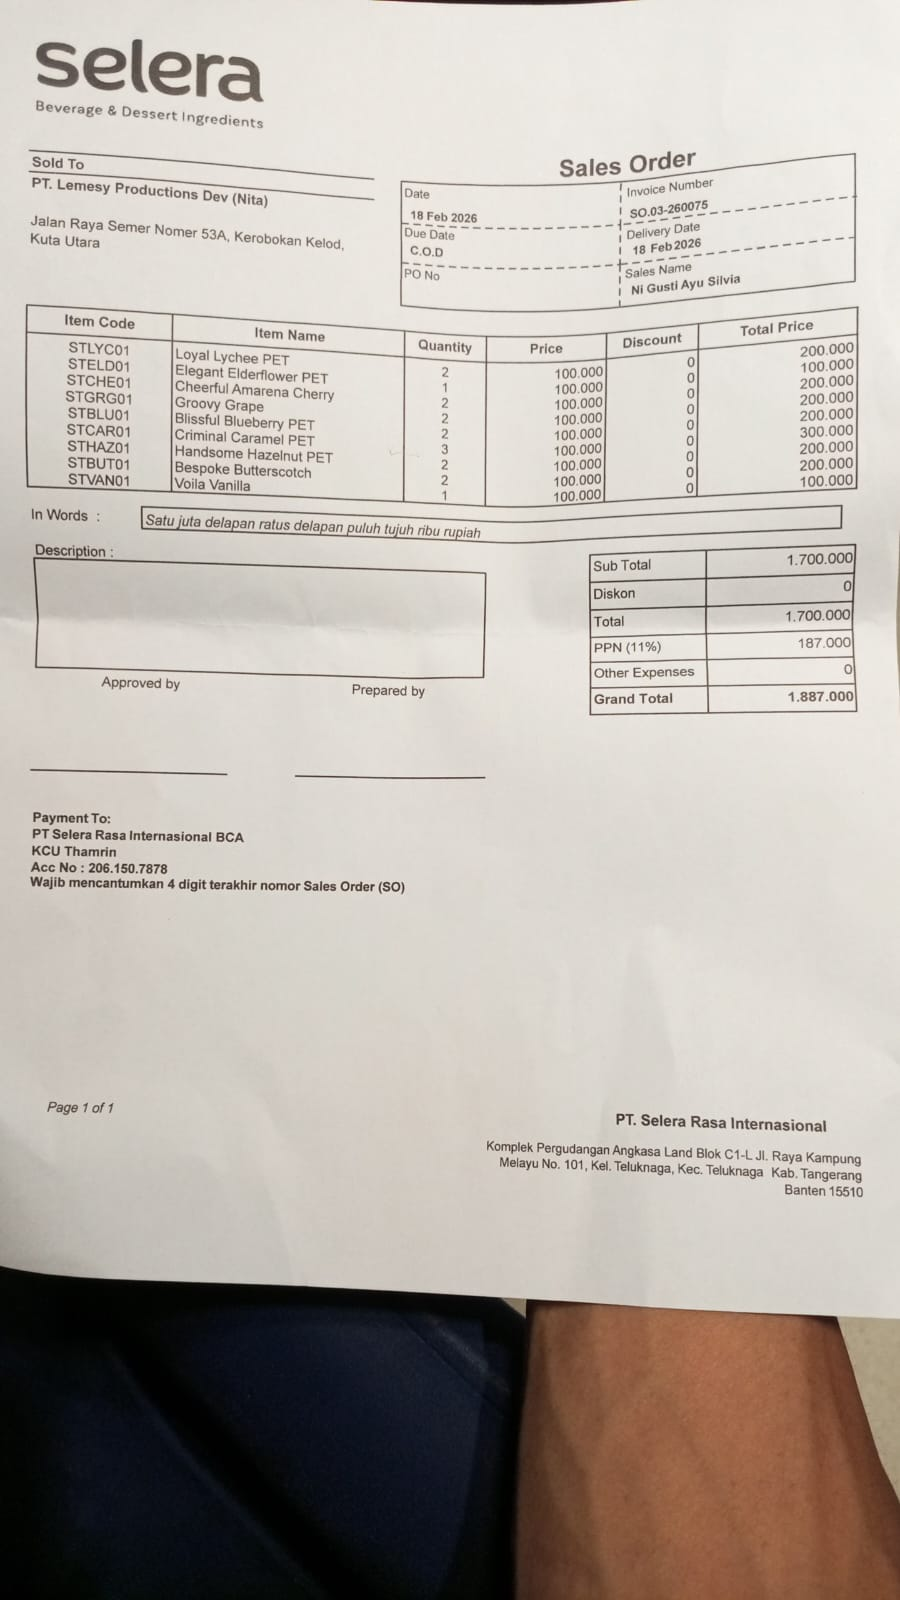 selera
Beverage & Dessert Ingredients
Sold To
PT. Lemesy Productions Dev (Nita)
Jalan Raya Semer Nomer 53A, Kerobokan Kelod,
Kuta Utara
Sales Order
Date
18 Feb 2026
Due Date
C.O.D
PO No
Invoice Number
SO.03-260075
Delivery Date
18 Feb 2026
Sales Name
Ni Gusti Ayu Silvia
Item Code Item Name Quantity Price Discount Total Price
STLYC01 Loyal Lychee PET 2 100.000 0 200.000
STELD01 Elegant Elderflower PET 1 100.000 0 100.000
STCHE01 Cheerful Amarena Cherry 2 100.000 0 200.000
STGRG01 Groovy Grape 2 100.000 0 200.000
STBLU01 Blissful Blueberry PET 2 100.000 0 200.000
STCAR01 Criminal Caramel PET 3 100.000 0 300.000
STHAZ01 Handsome Hazelnut PET 2 100.000 0 200.000
STBUT01 Bespoke Butterscotch 2 100.000 0 200.000
STVAN01 Voila Vanilla 1 100.000 0 100.000
In Words : Satu juta delapan ratus delapan puluh tujuh ribu rupiah
Description :
Sub Total 1.700.000
Diskon 0
Total 1.700.000
PPN (11%) 187.000
Other Expenses 0
Grand Total 1.887.000
Approved by Prepared by
Payment To:
PT Selera Rasa Internasional BCA
KCU Thamrin
Acc No : 206.150.7878
Wajib mencantumkan 4 digit terakhir nomor Sales Order (SO)
Page 1 of 1
PT. Selera Rasa Internasional
Komplek Pergudangan Angkasa Land Blok C1-L Jl. Raya Kampung
Melayu No. 101, Kel. Teluknaga, Kec. Teluknaga Kab. Tangerang
Banten 15510